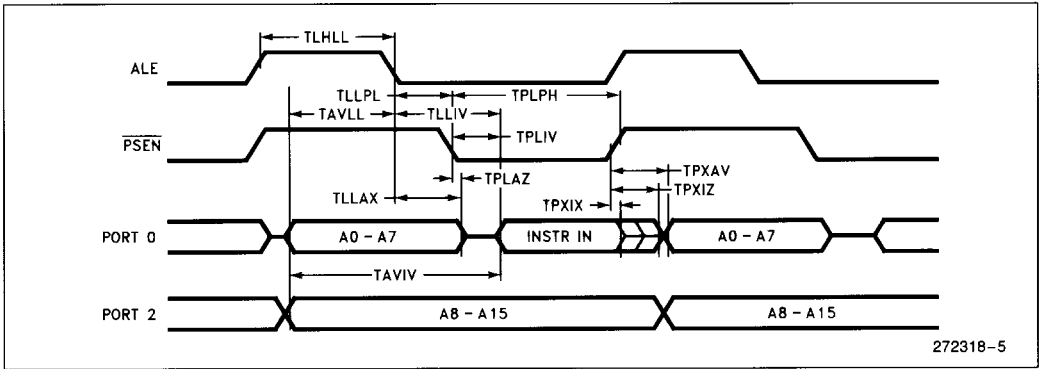 TLHLL
ALE
TLLPL
TPLPH
TAVLL
TLLIV
PSEN
TPLIV
TPXAV
TPLAZ
TPXIZ
TLLAX
TPXIX
PORT 0
A0 - A7
INSTR IN
A0 - A7
TAVIV
PORT 2
A8 - A15
A8 - A15
272318-5